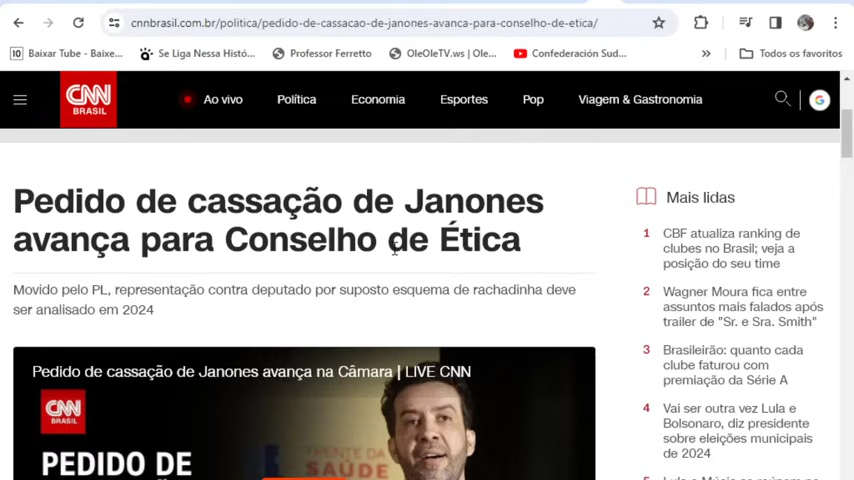 cnnbrasil.com.br/politica/pedido-de-cassacao-de-janones-avanca-para-conselho-de-etica/
Baixar Tube - Baixe...
Se Liga Nessa Histó...
Professor Ferretto
OleOleTV.ws | Ole...
Confederación Sud...
»
Todos os favoritos
CNN BRASIL
Ao vivo
Política
Economia
Esportes
Pop
Viagem & Gastronomia
Pedido de cassação de Janones
avança para Conselho de Ética
Movido pelo PL, representação contra deputado por suposto esquema de rachadinha deve
ser analisado em 2024
Pedido de cassação de Janones avança na Câmara | LIVE CNN
CNN
BRASIL
PEDIDO DE
FRENTE DA
SAÚDE
Mais lidas
1 CBF atualiza ranking de
clubes no Brasil; veja a
posição do seu time
2 Wagner Moura fica entre
assuntos mais falados após
trailer de "Sr. e Sra. Smith"
3 Brasileirão: quanto cada
clube faturou com
premiação da Série A
4 Vai ser outra vez Lula e
Bolsonaro, diz presidente
sobre eleições municipais
de 2024